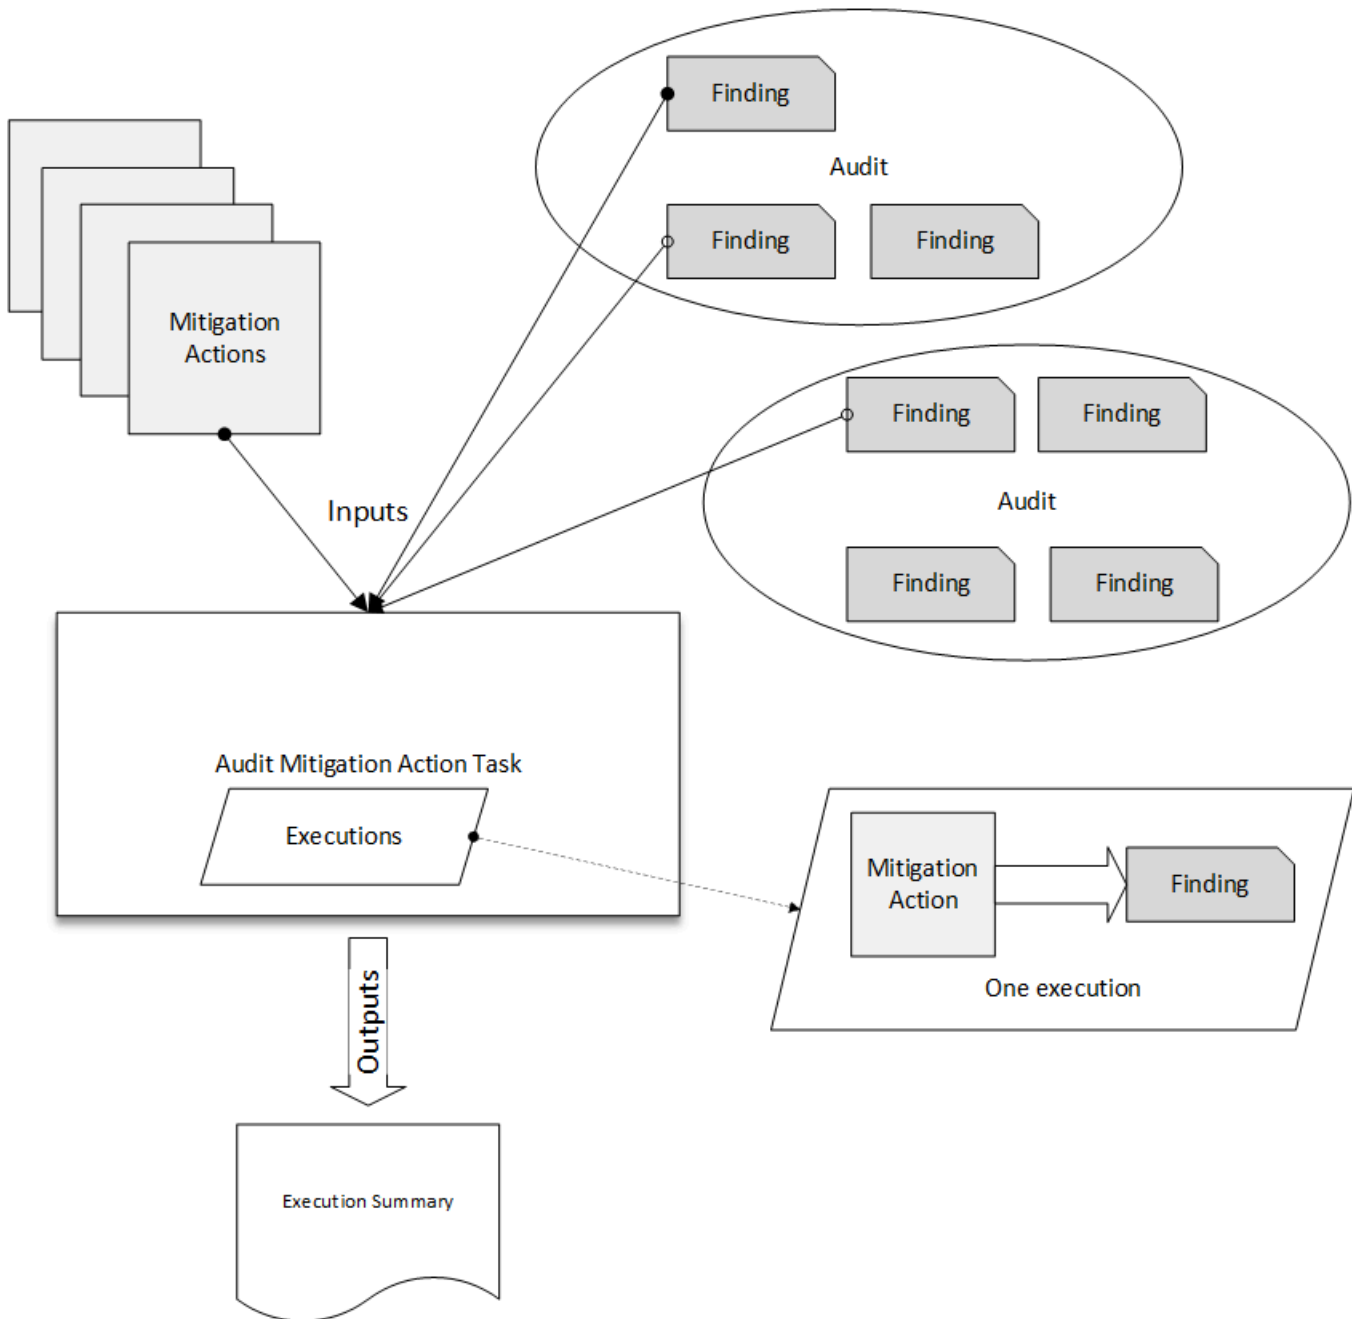 Finding
Audit
Finding
Finding
Mitigation
Actions
Finding
Finding
Audit
Inputs
Finding
Finding
Audit Mitigation Action Task
Executions
Mitigation
Action
Finding
One execution
Outputs
Execution Summary